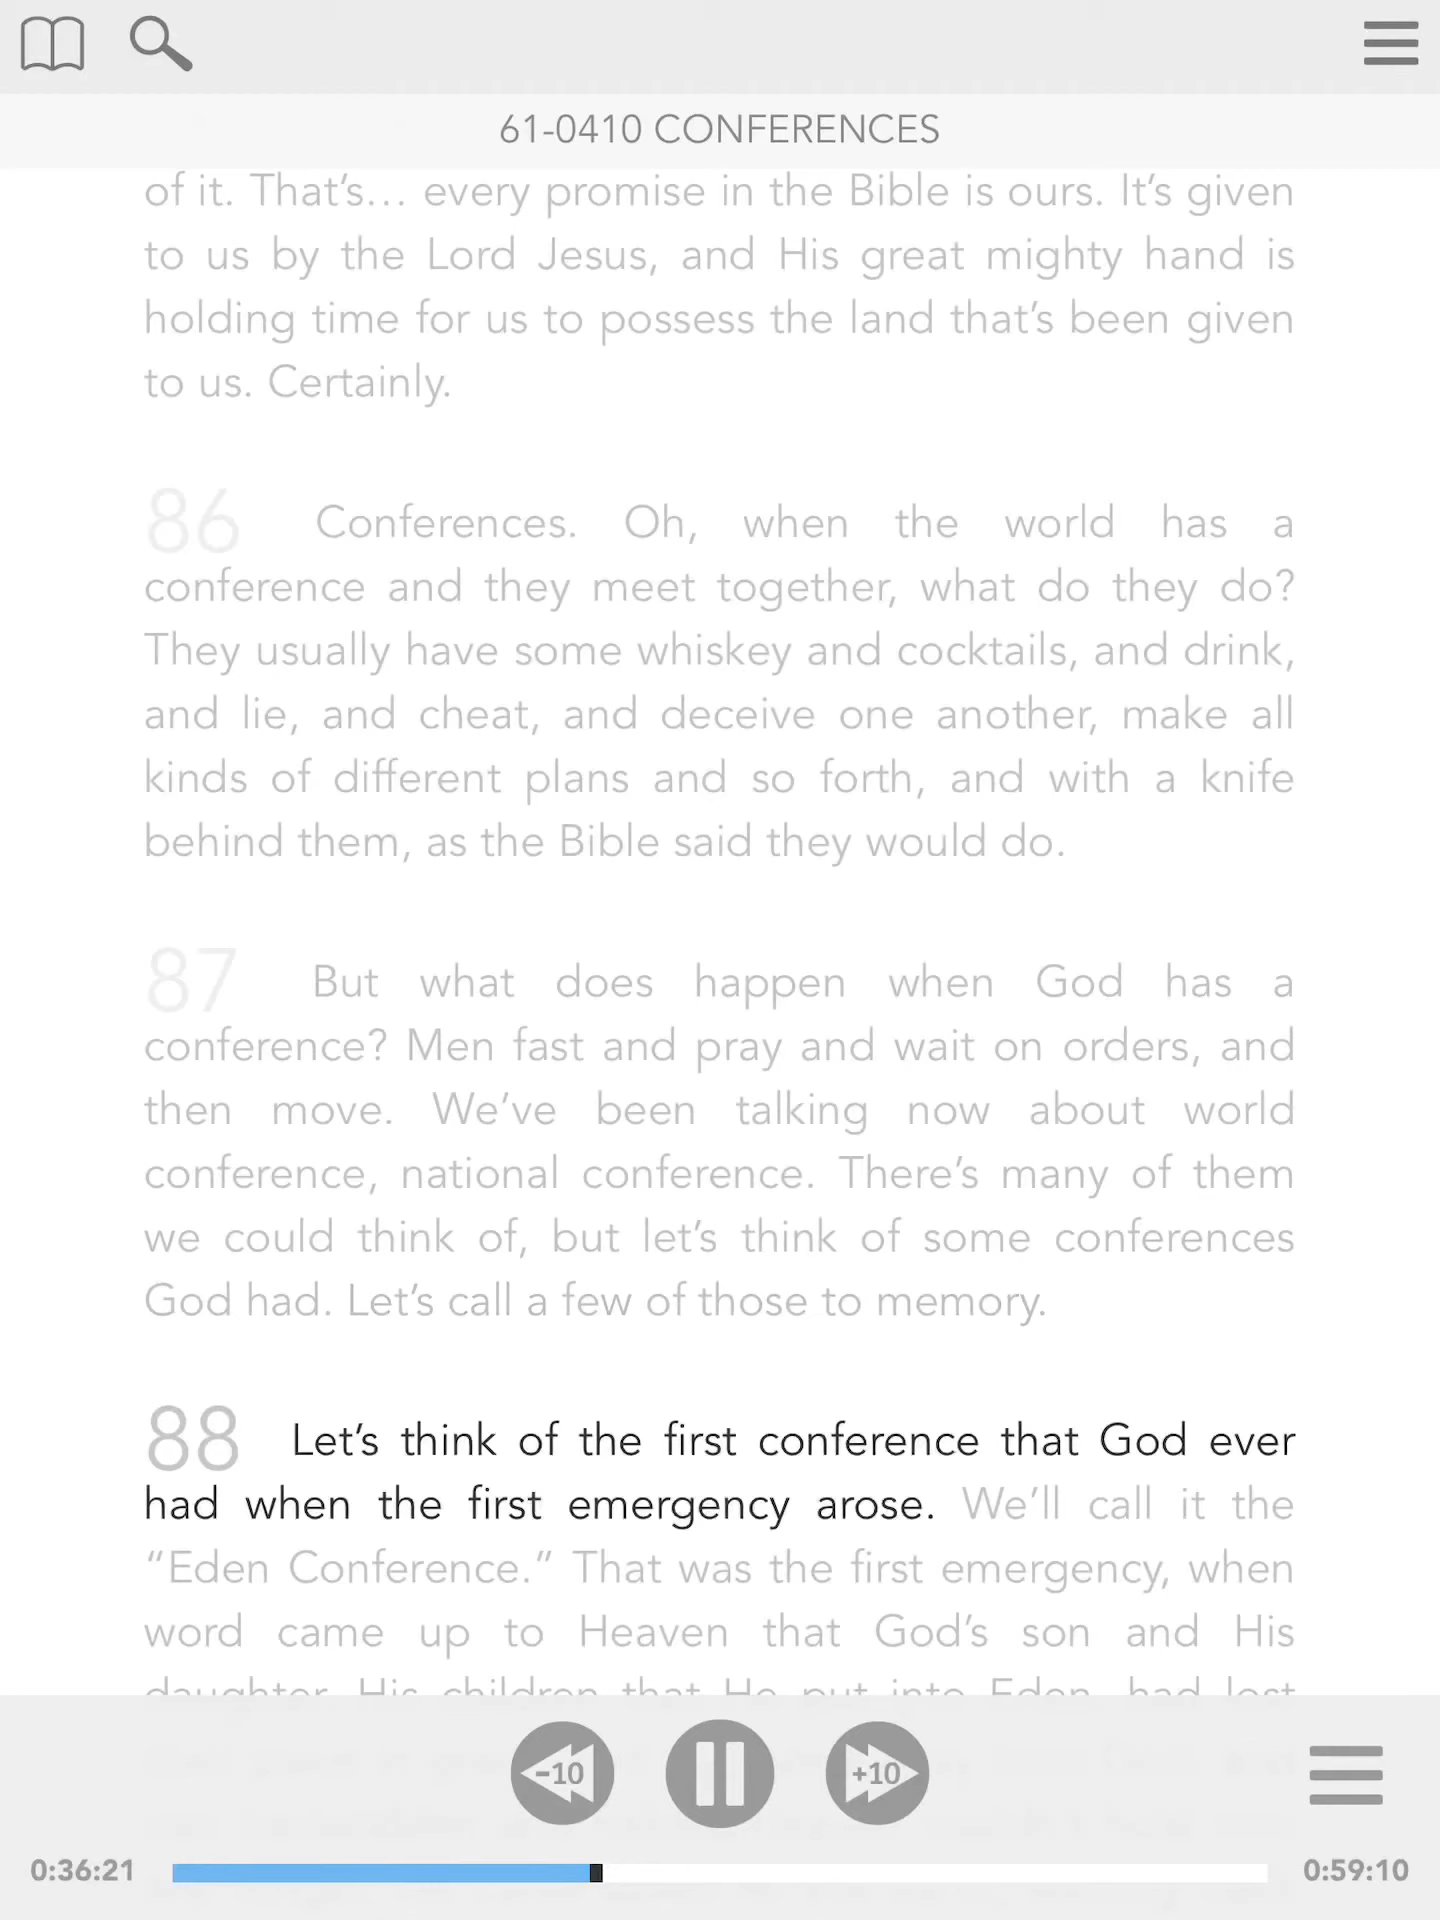 61-0410 CONFERENCES
of it. That’s… every promise in the Bible is ours. It’s given
to us by the Lord Jesus, and His great mighty hand is
holding time for us to possess the land that’s been given
to us. Certainly.
86 Conferences. Oh, when the world has a
conference and they meet together, what do they do?
They usually have some whiskey and cocktails, and drink,
and lie, and cheat, and deceive one another, make all
kinds of different plans and so forth, and with a knife
behind them, as the Bible said they would do.
87 But what does happen when God has a
conference? Men fast and pray and wait on orders, and
then move. We’ve been talking now about world
conference, national conference. There’s many of them
we could think of, but let’s think of some conferences
God had. Let’s call a few of those to memory.
88 Let’s think of the first conference that God ever
had when the first emergency arose. We’ll call it the
“Eden Conference.” That was the first emergency, when
word came up to Heaven that God’s son and His
daughter, His children that He put into Eden, had lost
-10 +10
0:36:21 0:59:10